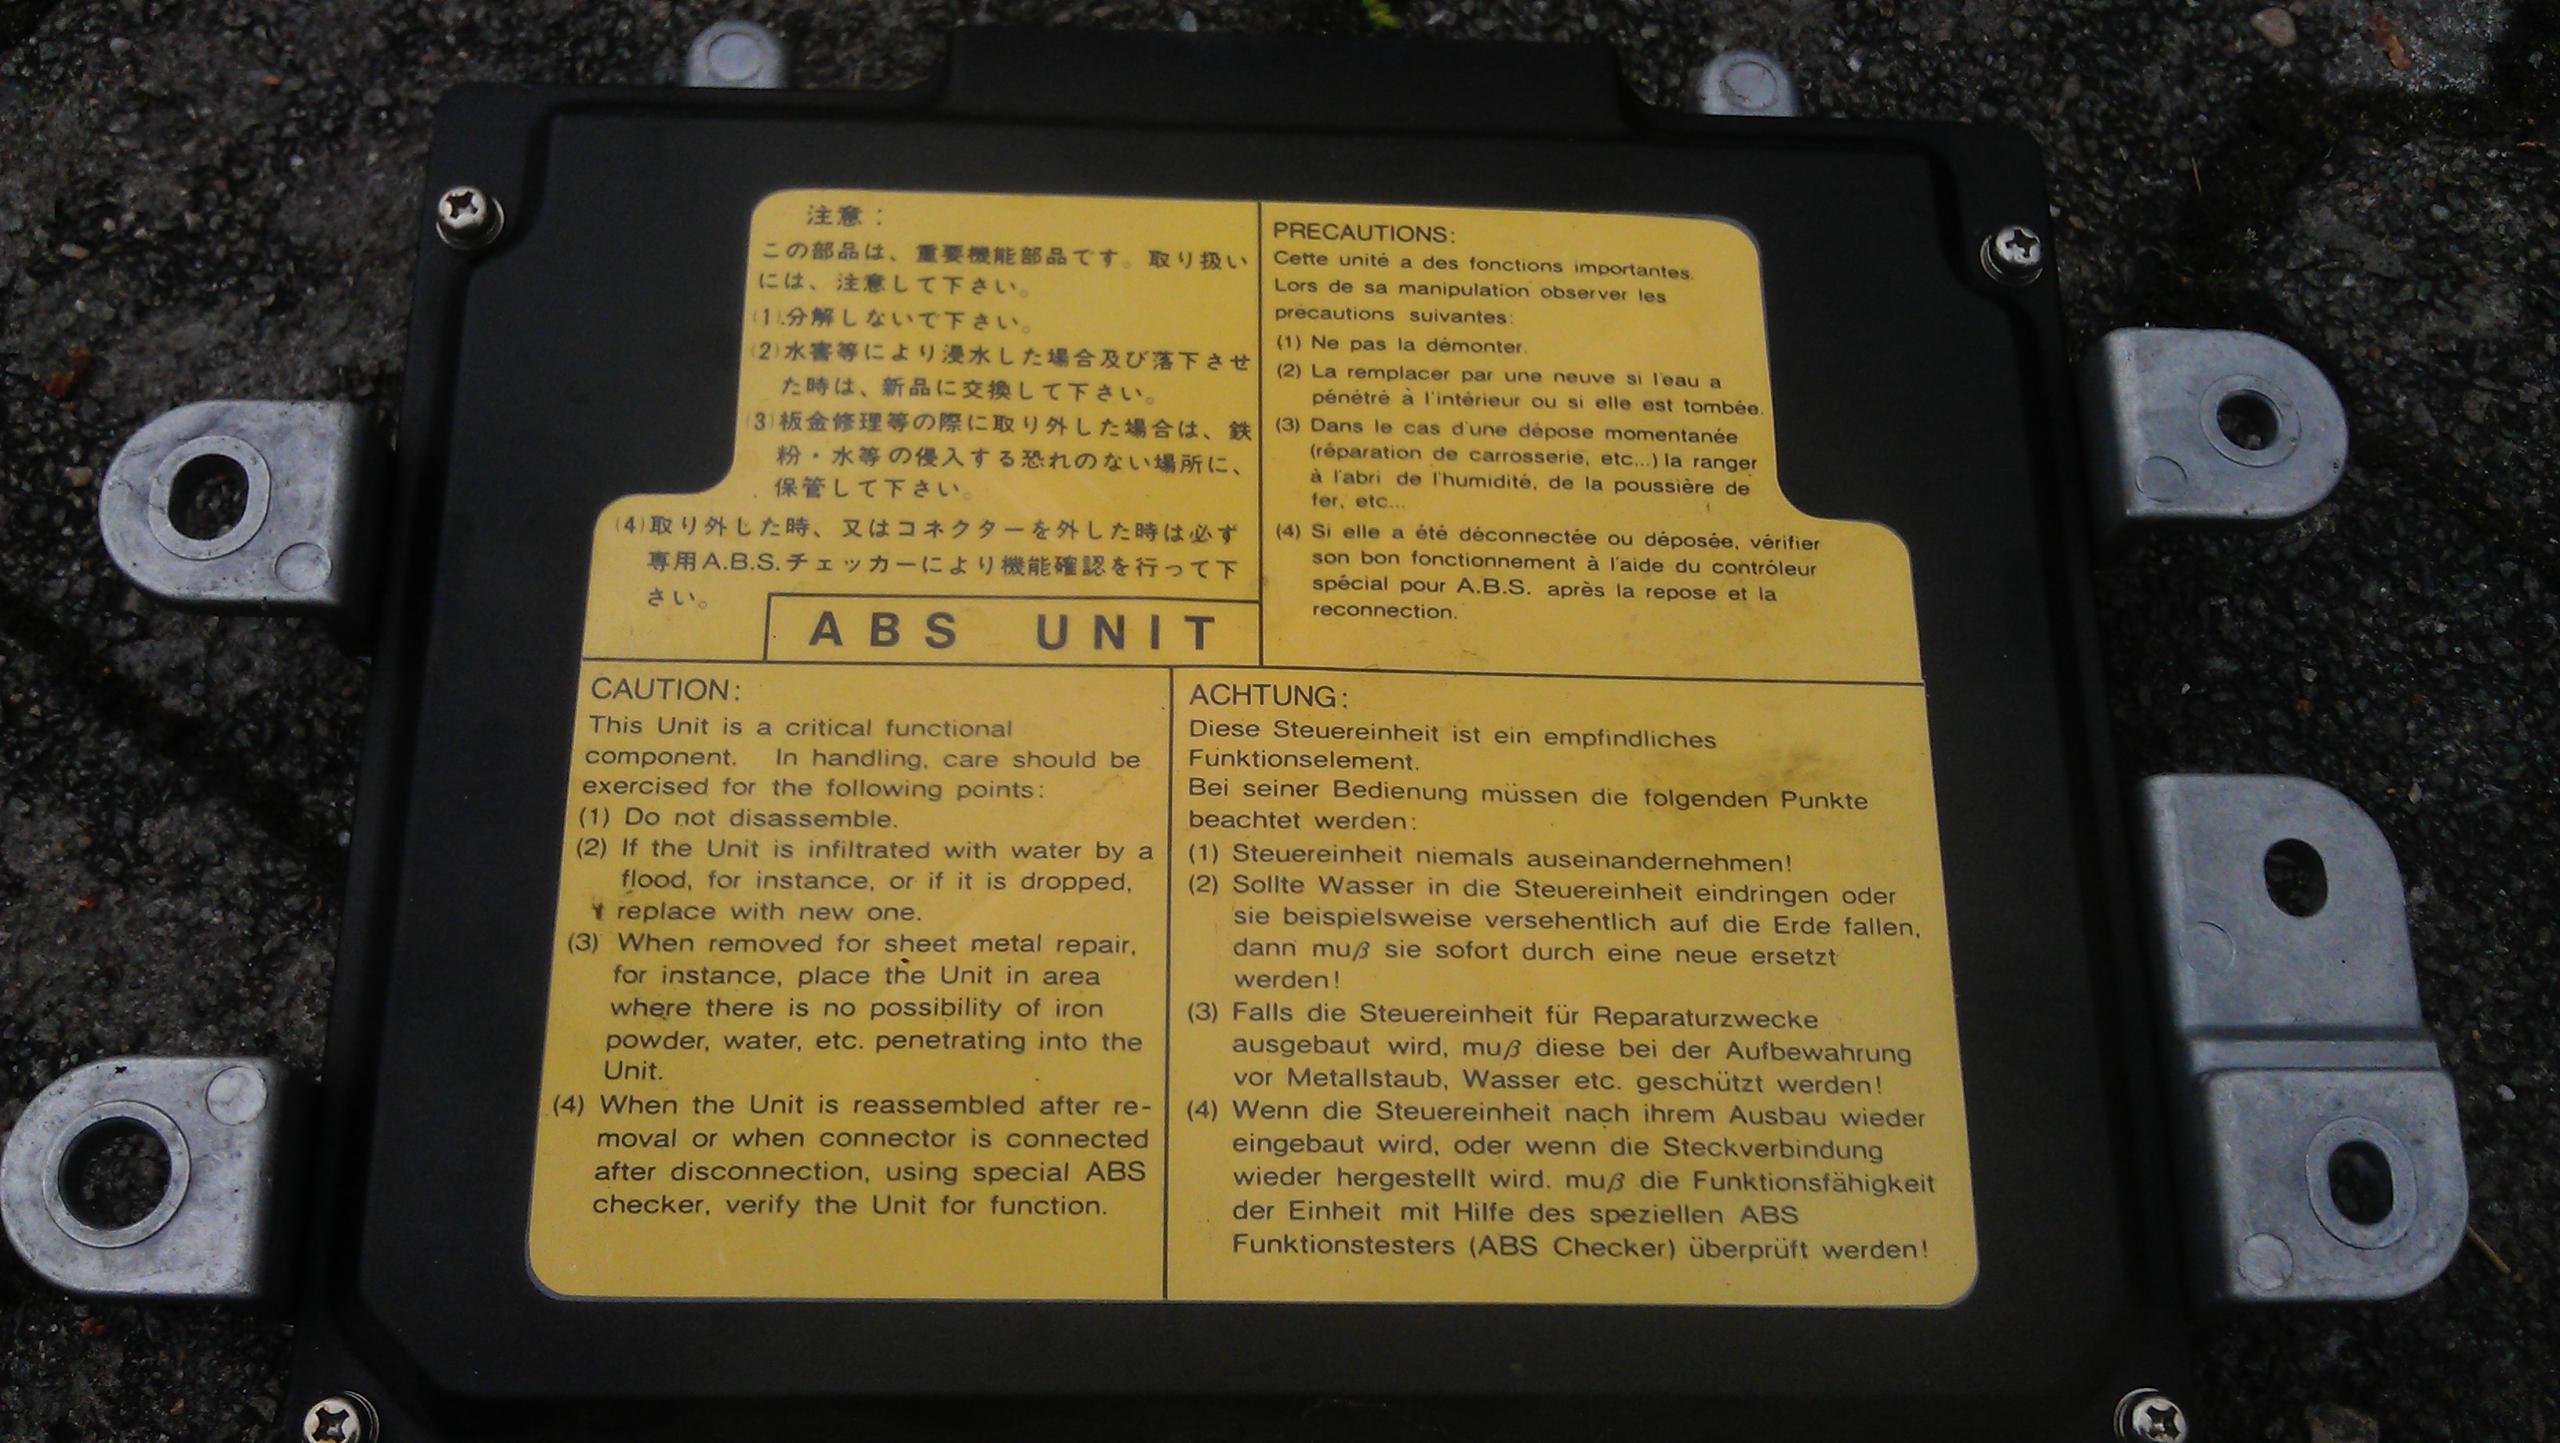 注意:
この部品は、重要機能部品です。取り扱い
には、注意して下さい。
(1).分解しないで下さい。
(2)水害等により浸水した場合及び落下させ
た時は、新品に交換して下さい。
(3)板金修理等の際に取り外した場合は、鉄
粉・水等の侵入する恐れのない場所に、
保管して下さい。
(4)取り外した時、又はコネクターを外した時は必ず
専用A.B.S.チェッカーにより機能確認を行って下
さい。
ABS UNIT
PRECAUTIONS:
Cette unité a des fonctions importantes.
Lors de sa manipulation observer les
précautions suivantes:
(1) Ne pas la démonter.
(2) La remplacer par une neuve si l'eau a
pénétré à l'intérieur ou si elle est tombée.
(3) Dans le cas d'une dépose momentanée
(réparation de carrosserie, etc...) la ranger
à l'abri de l'humidité, de la poussière de
fer, etc...
(4) Si elle a été déconnectée ou déposée, vérifier
son bon fonctionnement à l'aide du contrôleur
spécial pour A.B.S. après la repose et la
reconnection.
CAUTION:
This Unit is a critical functional
component. In handling, care should be
exercised for the following points:
(1) Do not disassemble.
(2) If the Unit is infiltrated with water by a
flood, for instance, or if it is dropped,
replace with new one.
(3) When removed for sheet metal repair,
for instance, place the Unit in area
where there is no possibility of iron
powder, water, etc. penetrating into the
Unit.
(4) When the Unit is reassembled after re-
moval or when connector is connected
after disconnection, using special ABS
checker, verify the Unit for function.
ACHTUNG:
Diese Steuereinheit ist ein empfindliches
Funktionselement.
Bei seiner Bedienung müssen die folgenden Punkte
beachtet werden:
(1) Steuereinheit niemals auseinandernehmen!
(2) Sollte Wasser in die Steuereinheit eindringen oder
sie beispielsweise versehentlich auf die Erde fallen,
dann muß sie sofort durch eine neue ersetzt
werden!
(3) Falls die Steuereinheit für Reparaturzwecke
ausgebaut wird, muß diese bei der Aufbewahrung
vor Metallstaub, Wasser etc. geschützt werden!
(4) Wenn die Steuereinheit nach ihrem Ausbau wieder
eingebaut wird, oder wenn die Steckverbindung
wieder hergestellt wird. muß die Funktionsfähigkeit
der Einheit mit Hilfe des speziellen ABS
Funktionstesters (ABS Checker) überprüft werden!